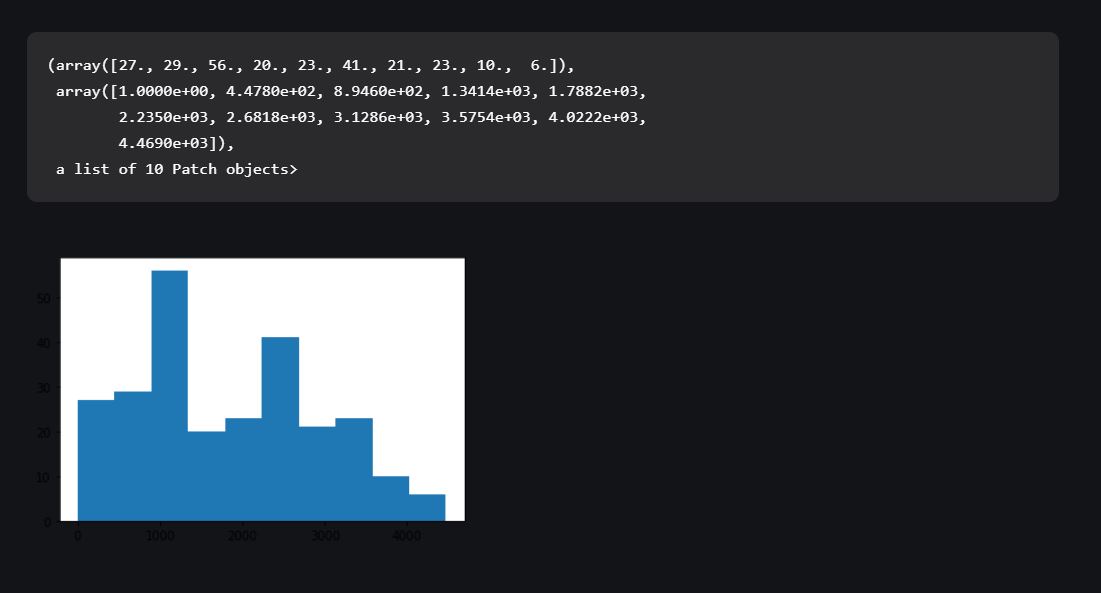 (array([27., 29., 56., 20., 23., 41., 21., 23., 10.,  6.]),
 array([1.0000e+00, 4.4780e+02, 8.9460e+02, 1.3414e+03, 1.7882e+03,
        2.2350e+03, 2.6818e+03, 3.1286e+03, 3.5754e+03, 4.0222e+03,
        4.4690e+03]),
 a list of 10 Patch objects>
50
40
30
20
10
0
0 1000 2000 3000 4000